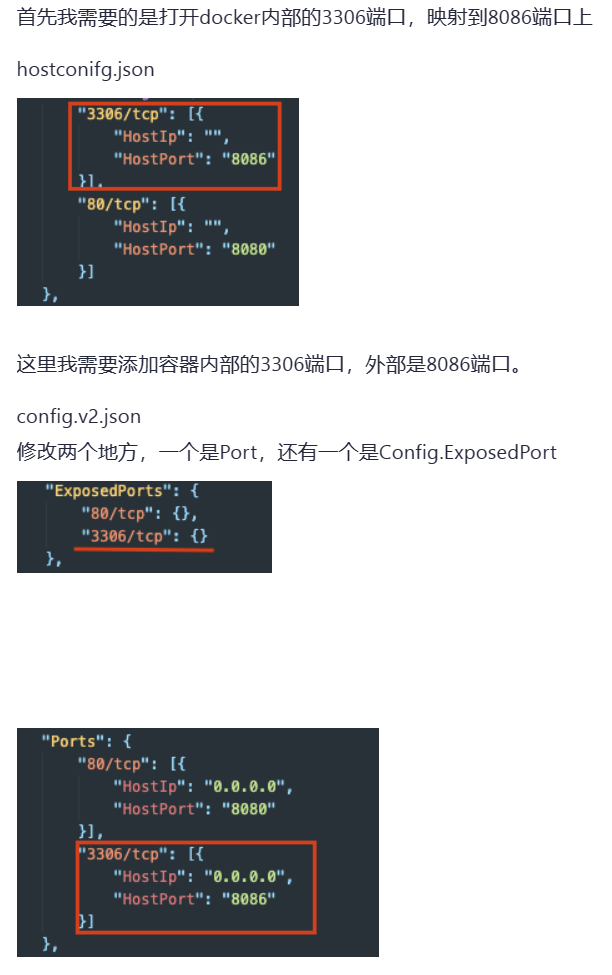 首先我需要的是打开docker内部的3306端口，映射到8086端口上
hostconifg.json
"3306/tcp": [{
"HostIp": "",
"HostPort": "8086"
}],
"80/tcp": [{
"HostIp": "",
"HostPort": "8080"
}]
},
这里我需要添加容器内部的3306端口，外部是8086端口。
config.v2.json
修改两个地方，一个是Port，还有一个是Config.ExposedPort
"ExposedPorts": {
"80/tcp": {},
"3306/tcp": {}
},
"Ports": {
"80/tcp": [{
"HostIp": "0.0.0.0",
"HostPort": "8080"
}],
"3306/tcp": [{
"HostIp": "0.0.0.0",
"HostPort": "8086"
}]
},